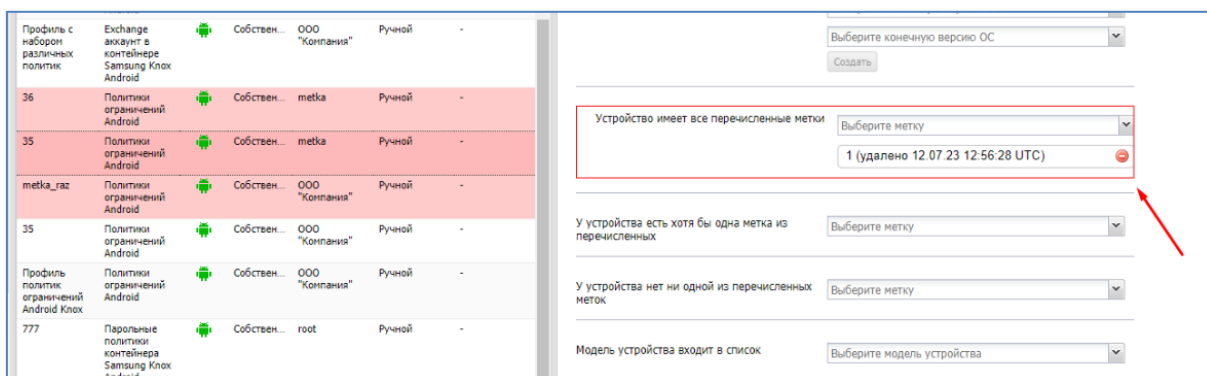 Профиль с
набором
различных
политик
Exchange
аккаунт в
контейнере
Samsung Knox
Android
Собствен...
ООО
"Компания"
Ручной
-
36
Политики
ограничений
Android
Собствен...
metka
Ручной
-
35
Политики
ограничений
Android
Собствен...
metka
Ручной
-
metka_raz
Политики
ограничений
Android
Собствен...
ООО
"Компания"
Ручной
-
35
Политики
ограничений
Android
Собствен...
ООО
"Компания"
Ручной
-
Профиль
политик
ограничений
Android Knox
Политики
ограничений
Android
Собствен...
ООО
"Компания"
Ручной
-
777
Парольные
политики
контейнера
Samsung Knox
Собствен...
root
Ручной
-
Выберите конечную версию ОС
Создать
Устройство имеет все перечисленные метки
Выберите метку
1 (удалено 12.07.23 12:56:28 UTC)
У устройства есть хотя бы одна метка из
перечисленных
Выберите метку
У устройства нет ни одной из перечисленных
меток
Выберите метку
Модель устройства входит в список
Выберите модель устройства